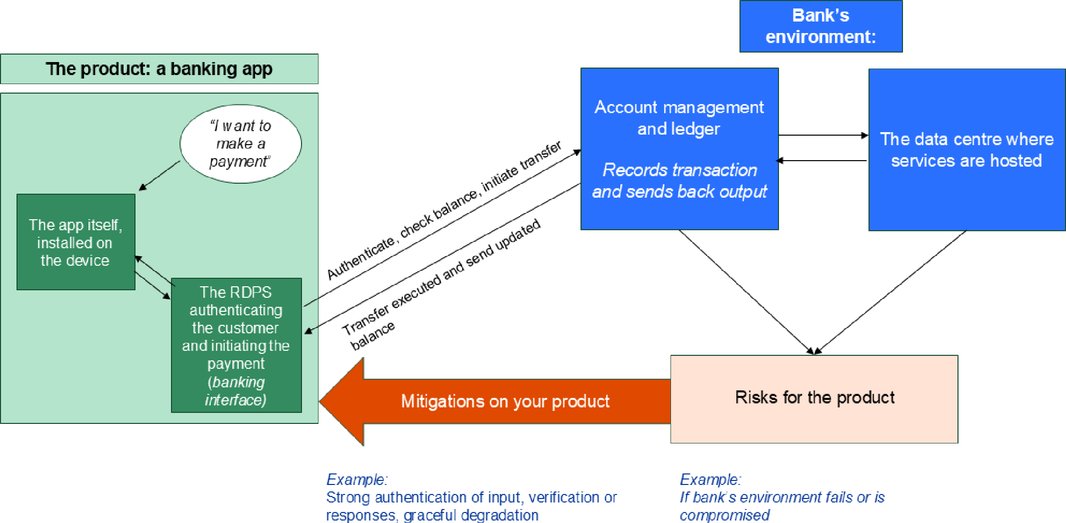 Bank's
environment:
The product: a banking app
"I want to
make a
payment"
The app itself,
installed on
the device
The RDPS
authenticating
the customer
and initiating the
payment
(banking
interface)
Authenticate, check balance, initiate transfer
Transfer executed and send updated
balance
Account management
and ledger
Records transaction
and sends back output
The data centre where
services are hosted
Mitigations on your product
Risks for the product
Example:
Strong authentication of input, verification or
responses, graceful degradation
Example:
If bank's environment fails or is
compromised